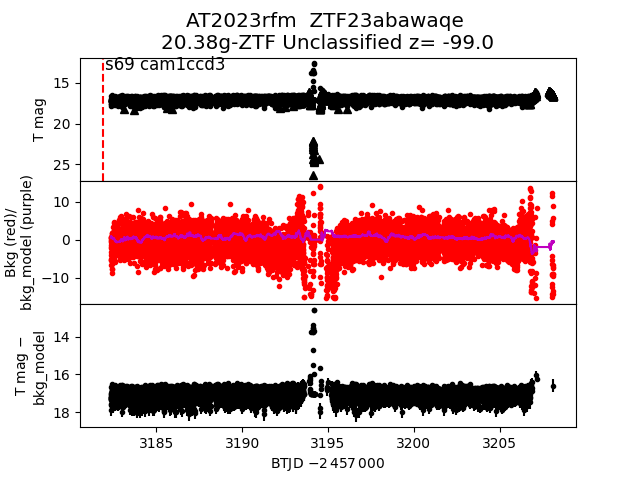 AT2023rfm  ZTF23abawaqe
20.38g-ZTF Unclassified z= -99.0
s69 cam1ccd3
T mag
15
20
25
Bkg (red)/
bkg_model (purple)
10
0
−10
T mag −
bkg_model
14
16
18
3185
3190
3195
3200
3205
BTJD −2 457 000